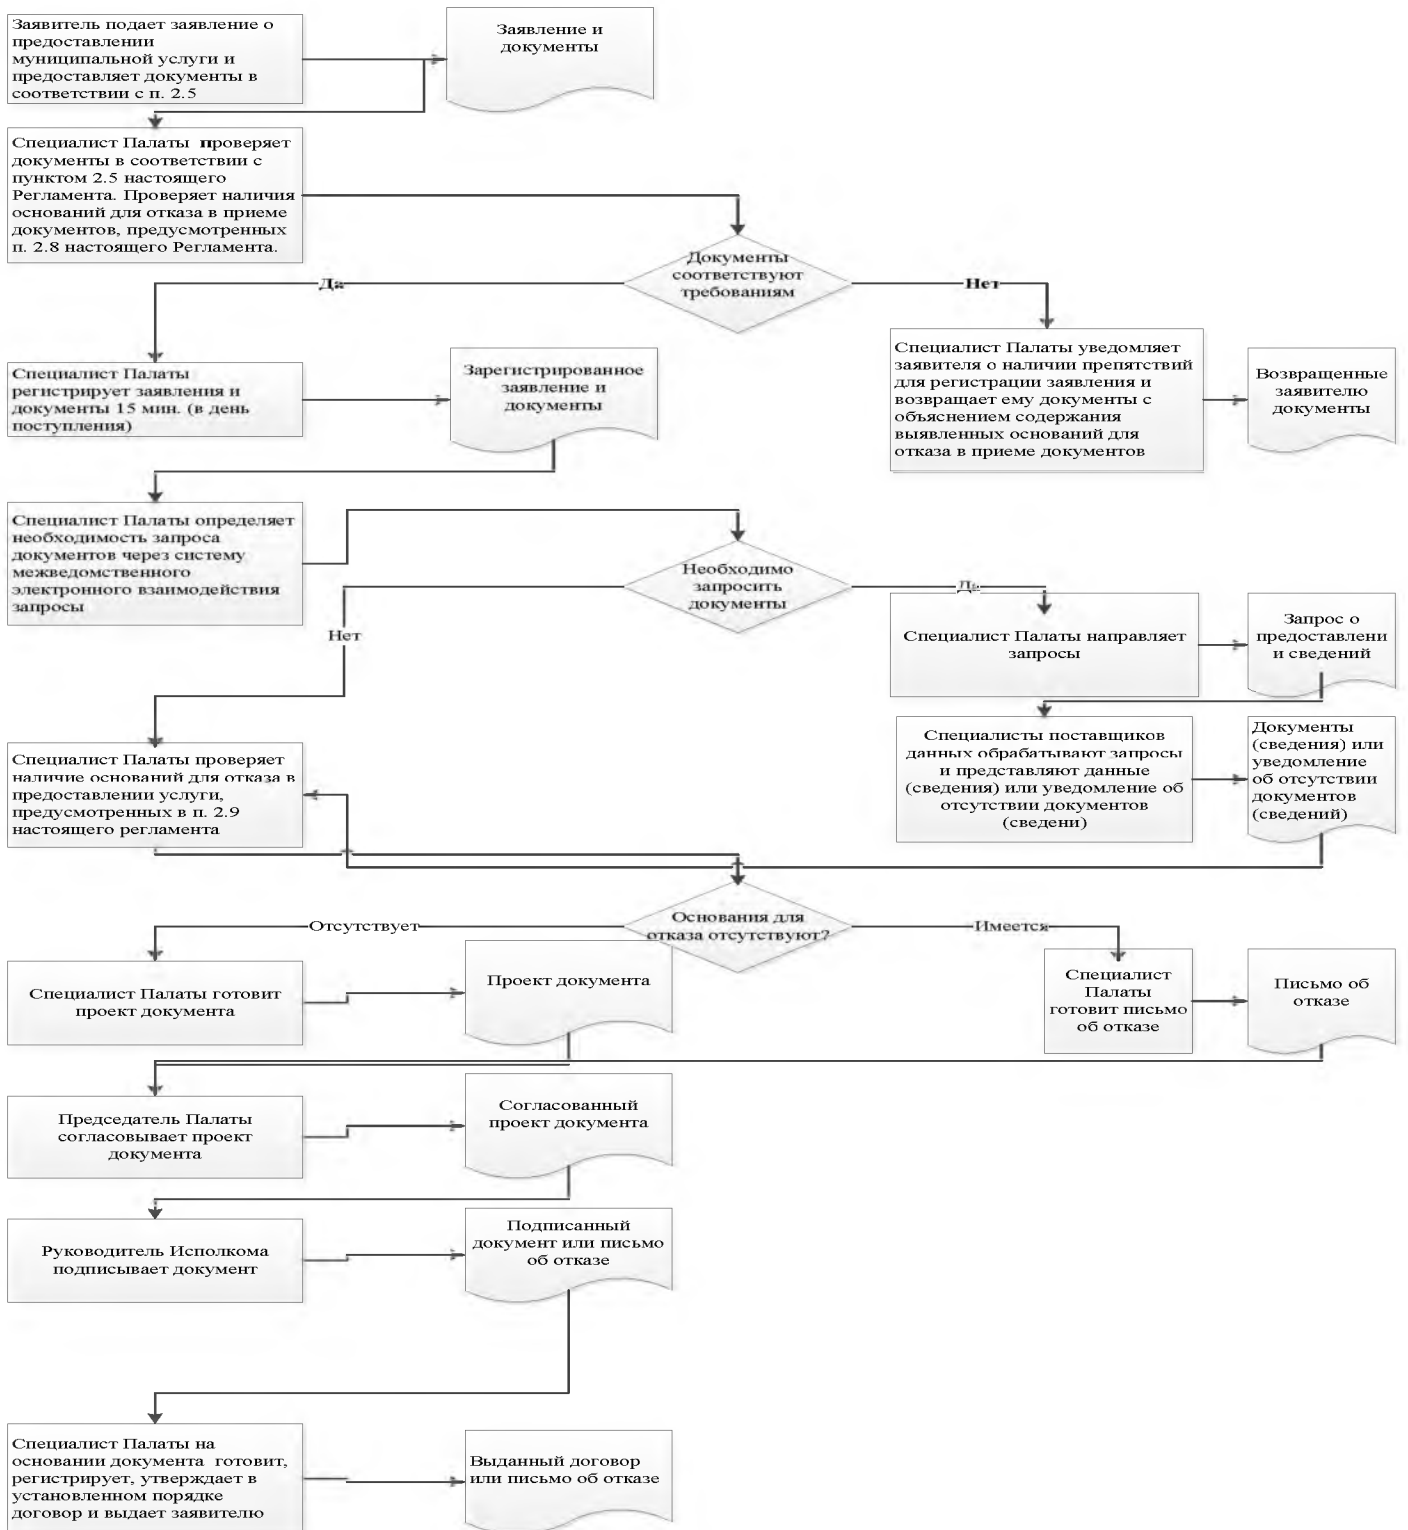 Заявитель подает заявление о
предоставлении
муниципальной услуги и
предоставляет документы в
соответствии с п. 2.5
Заявление и
документы
Специалист Палаты проверяет
документы в соответствии с
пунктом 2.5 настоящего
Регламента. Проверяет наличия
оснований для отказа в приеме
документов, предусмотренных
п. 2.8 настоящего Регламента.
Документы
соответствуют
требованиям
Да
Нет
Специалист Палаты
регистрирует заявления и
документы 15 мин. (в день
поступления)
Зарегистрированное
заявление и
документы
Специалист Палаты уведомляет
заявителя о наличии препятствий
для регистрации заявления и
возвращает ему документы с
объяснением содержания
выявленных оснований для
отказа в приеме документов
Возвращенные
заявителю
документы
Специалист Палаты определяет
необходимость запроса
документов через систему
межведомственного
электронного взаимодействия
запросы
Необходимо
запросить
документы
Да
Нет
Специалист Палаты направляет
запросы
Запрос о
предоставлени
и сведений
Специалисты поставщиков
данных обрабатывают запросы
и представляют данные
(сведения) или уведомление об
отсутствии документов
(сведени)
Документы
(сведения) или
уведомление
об отсутствии
документов
(сведений)
Специалист Палаты проверяет
наличие оснований для отказа в
предоставлении услуги,
предусмотренных в п. 2.9
настоящего регламента
Основания для
отказа отсутствуют?
Отсутствует
Имеется
Специалист Палаты готовит
проект документа
Проект документа
Специалист
Палаты
готовит письмо
об отказе
Письмо об
отказе
Председатель Палаты
согласовывает проект
документа
Согласованный
проект документа
Руководитель Исполкома
подписывает документ
Подписанный
документ или письмо
об отказе
Специалист Палаты на
основании документа готовит,
регистрирует, утверждает в
установленном порядке
договор и выдает заявителю
Выданный договор
или письмо об отказе